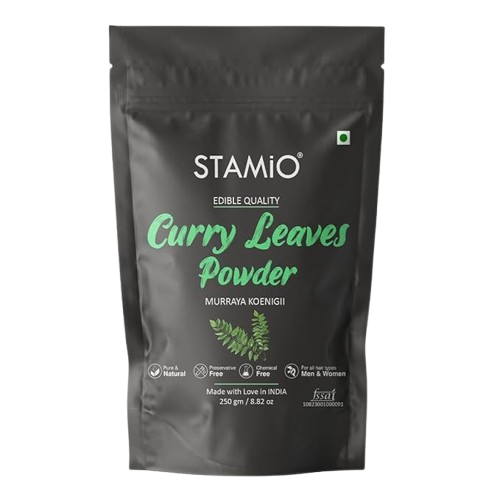 STAMiO®
EDIBLE QUALITY
Curry Leaves
Powder
MURRAYA KOENIGII
Pure &
Natural
Preservative
Free
Chemical
Free
For all hair types
Men & Women
Made with Love in INDIA
250 gm / 8.82 oz
fssai
10823001000093